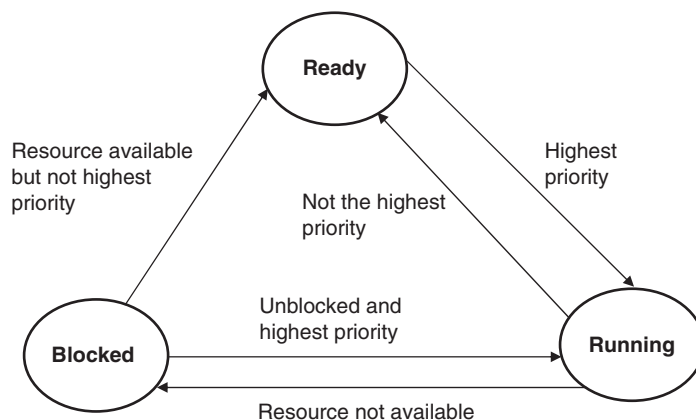 Ready
Resource available
but not highest
priority
Highest
priority
Not the highest
priority
Unblocked and
highest priority
Blocked
Running
Resource not available